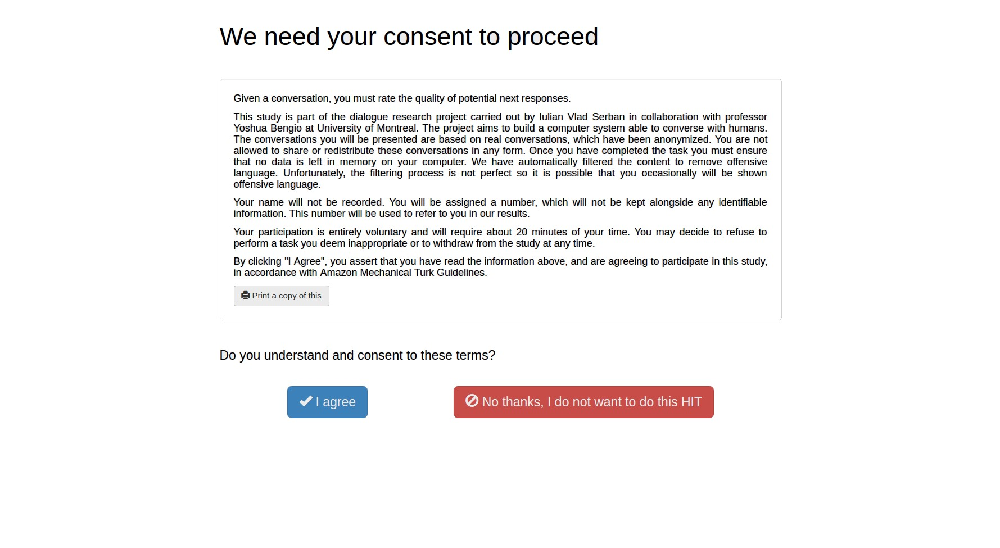 We need your consent to proceed
Given a conversation, you must rate the quality of potential next responses.
This study is part of the dialogue research project carried out by Iulian Vlad Serban in collaboration with professor
Yoshua Bengio at University of Montreal. The project aims to build a computer system able to converse with humans.
The conversations you will be presented are based on real conversations, which have been anonymized. You are not
allowed to share or redistribute these conversations in any form. Once you have completed the task you must ensure
that no data is left in memory on your computer. We have automatically filtered the content to remove offensive
language. Unfortunately, the filtering process is not perfect so it is possible that you occasionally will be shown
offensive language.
Your name will not be recorded. You will be assigned a number, which will not be kept alongside any identifiable
information. This number will be used to refer to you in our results.
Your participation is entirely voluntary and will require about 20 minutes of your time. You may decide to refuse to
perform a task you deem inappropriate or to withdraw from the study at any time.
By clicking "I Agree", you assert that you have read the information above, and are agreeing to participate in this study,
in accordance with Amazon Mechanical Turk Guidelines.
Print a copy of this
Do you understand and consent to these terms?
I agree
No thanks, I do not want to do this HIT